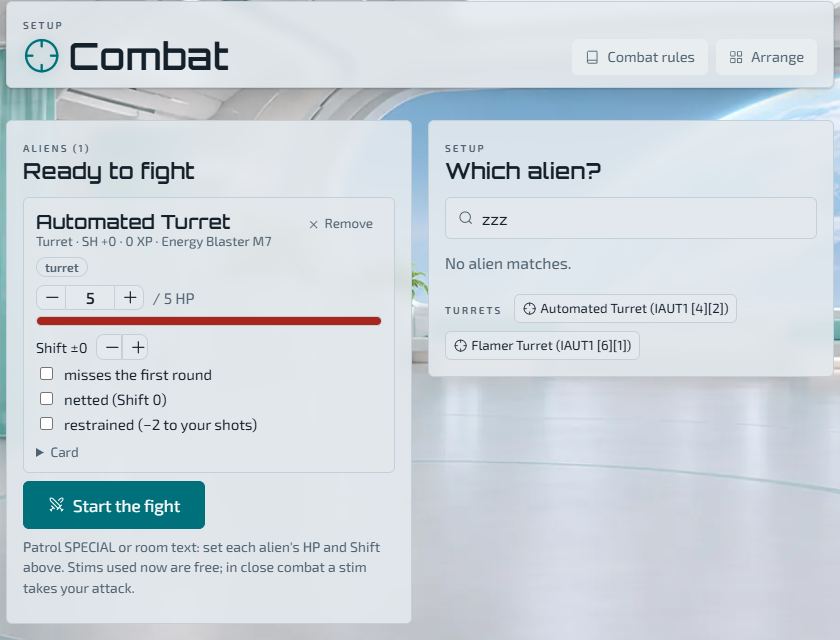 SETUP
Combat
Combat rules
Arrange
ALIENS (1)
Ready to fight
Automated Turret
× Remove
Turret · SH +0 · 0 XP · Energy Blaster M7
turret
− 5 + / 5 HP
Shift ±0 − +
misses the first round
netted (Shift 0)
restrained (−2 to your shots)
Card
Start the fight
Patrol SPECIAL or room text: set each alien's HP and Shift
above. Stims used now are free; in close combat a stim
takes your attack.
SETUP
Which alien?
zzz
No alien matches.
TURRETS
Automated Turret (IAUT1 [4][2])
Flamer Turret (IAUT1 [6][1])